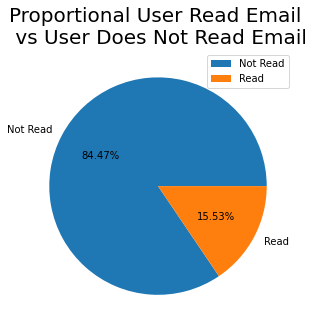 Proportional User Read Email
vs User Does Not Read Email
Not Read
Read
Not Read
84.47%
15.53%
Read